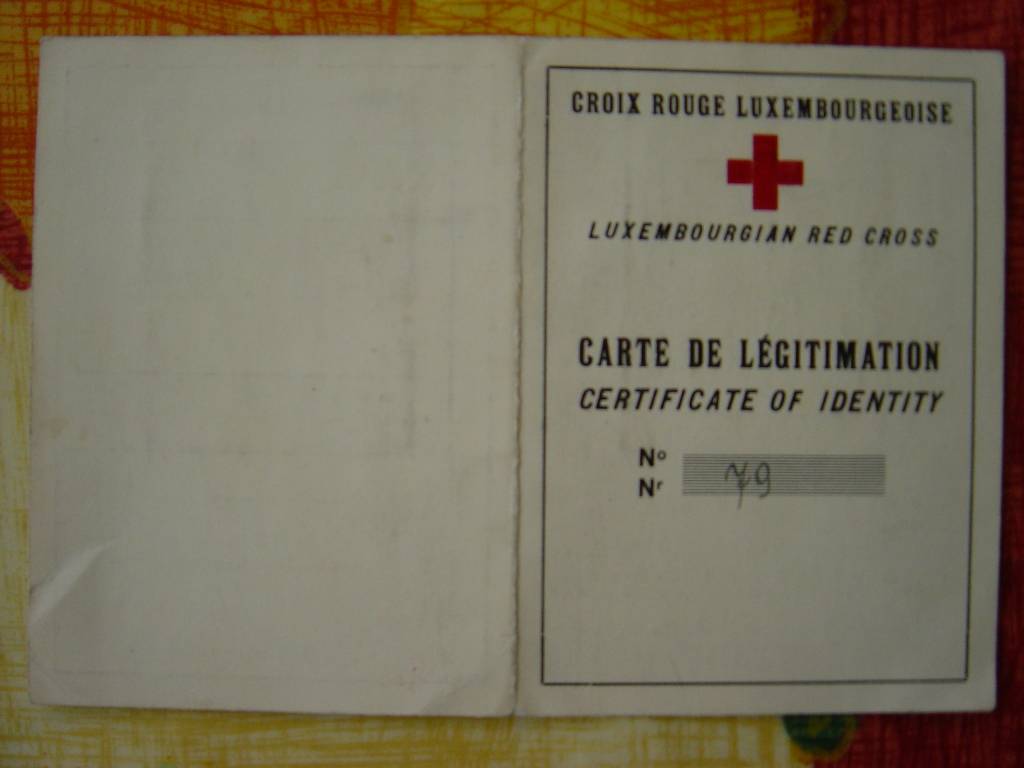 CROIX ROUGE LUXEMBOURGEOISE
LUXEMBOURGIAN RED CROSS
CARTE DE LÉGITIMATION
CERTIFICATE OF IDENTITY
Nº
Nʳ 79